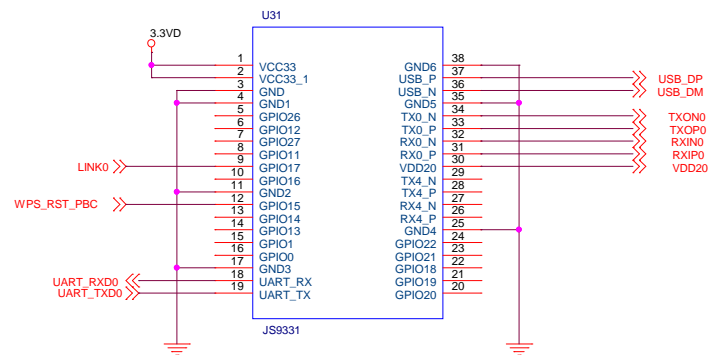 U31
3.3VD
1 VCC33 GND6 38
2 VCC33_1 USB_P 37 USB_DP
3 GND USB_N 36 USB_DM
4 GND1 GND5 35
5 GPIO26 TX0_N 34 TXON0
6 GPIO12 TX0_P 33 TXOP0
7 GPIO27 RX0_N 32 RXIN0
8 GPIO11 RX0_P 31 RXIP0
LINK0 9 GPIO17 VDD20 30 VDD20
10 GPIO16 TX4_N 29
11 GND2 TX4_P 28
WPS_RST_PBC 12 GPIO15 RX4_N 27
13 GPIO14 RX4_P 26
14 GPIO13 GND4 25
15 GPIO1 GPIO22 24
16 GPIO0 GPIO21 23
17 GND3 GPIO18 22
UART_RXD0 18 UART_RX GPIO19 21
UART_TXD0 19 UART_TX GPIO20 20
JS9331